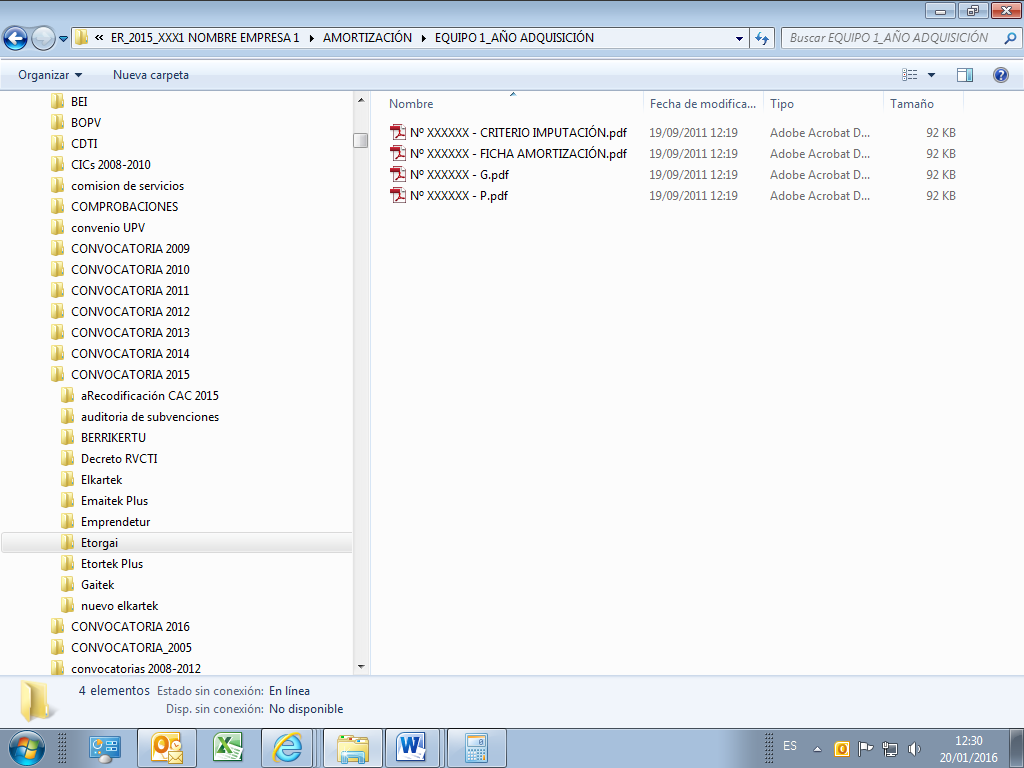 « ER_2015_XXX1 NOMBRE EMPRESA 1 AMORTIZACIÓN EQUIPO 1_AÑO ADQUISICIÓN
Buscar EQUIPO 1_AÑO ADQUISICIÓN
Organizar Nueva carpeta
BEI
BOPV
CDTI
CICs 2008-2010
comision de servicios
COMPROBACIONES
convenio UPV
CONVOCATORIA 2009
CONVOCATORIA 2010
CONVOCATORIA 2011
CONVOCATORIA 2012
CONVOCATORIA 2013
CONVOCATORIA 2014
CONVOCATORIA 2015
aRecodificación CAC 2015
auditoria de subvenciones
BERRIKERTU
Decreto RVCTI
Elkartek
Emaitek Plus
Emprendetur
Etorgai
Etortek Plus
Gaitek
nuevo elkartek
CONVOCATORIA 2016
CONVOCATORIA_2005
convocatorias 2008-2012
Nombre Fecha de modifica... Tipo Tamaño
Nº XXXXXX - CRITERIO IMPUTACIÓN.pdf 19/09/2011 12:19 Adobe Acrobat D... 92 KB
Nº XXXXXX - FICHA AMORTIZACIÓN.pdf 19/09/2011 12:19 Adobe Acrobat D... 92 KB
Nº XXXXXX - G.pdf 19/09/2011 12:19 Adobe Acrobat D... 92 KB
Nº XXXXXX - P.pdf 19/09/2011 12:19 Adobe Acrobat D... 92 KB
4 elementos Estado sin conexión: En línea
Disp. sin conexión: No disponible
ES
12:30
20/01/2016